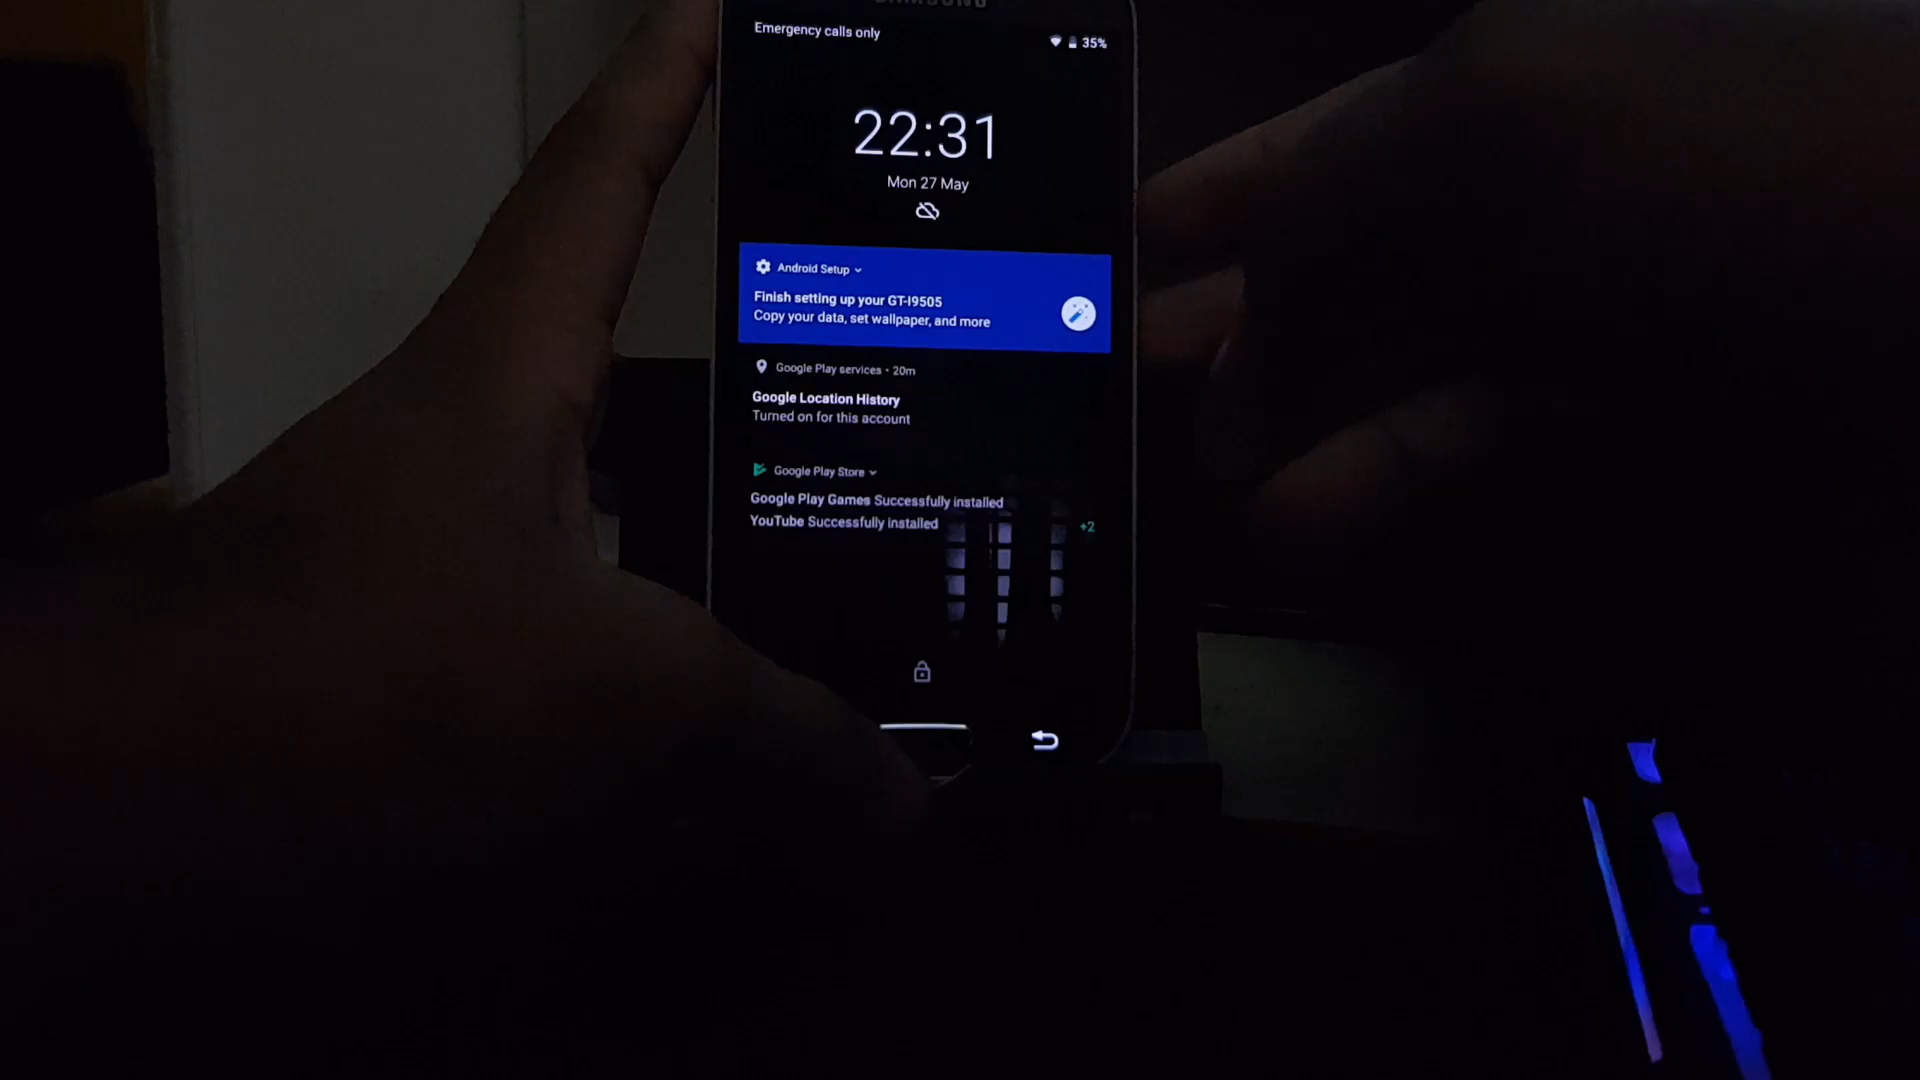 SAMSUNG
Emergency calls only
35%
22:31
Mon 27 May
Android Setup
Finish setting up your GT-I9505
Copy your data, set wallpaper, and more
Google Play services • 20m
Google Location History
Turned on for this account
Google Play Store
Google Play Games Successfully installed
YouTube Successfully installed
+2